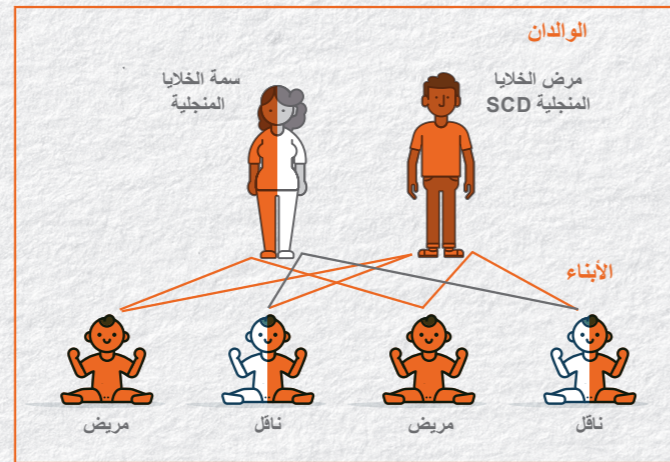 الوالدان
مرض الخلايا
المنجلية SCD
سمة الخلايا
المنجلية
الأبناء
ناقل
مريض
ناقل
مريض